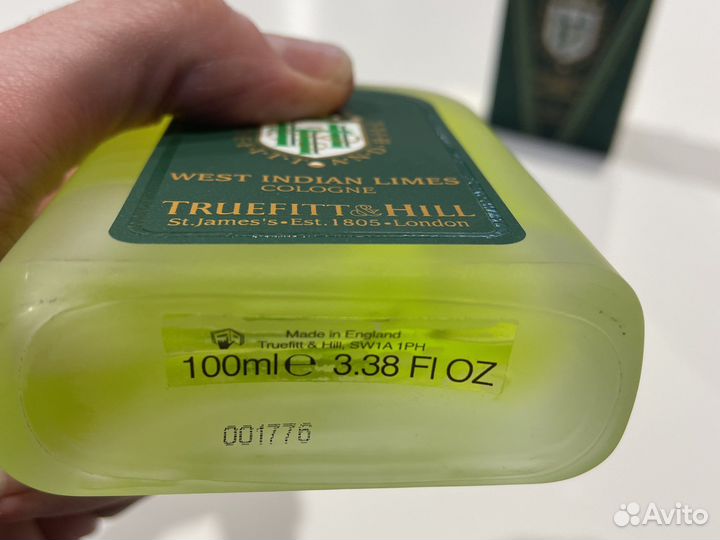 WEST INDIAN LIMES
COLOGNE
TRUEFITT & HILL
St.James's•Est.1805•London
Made in England
Truefitt & Hill, SW1A 1PH
100ml℮ 3.38 Fl OZ
001776
Avito